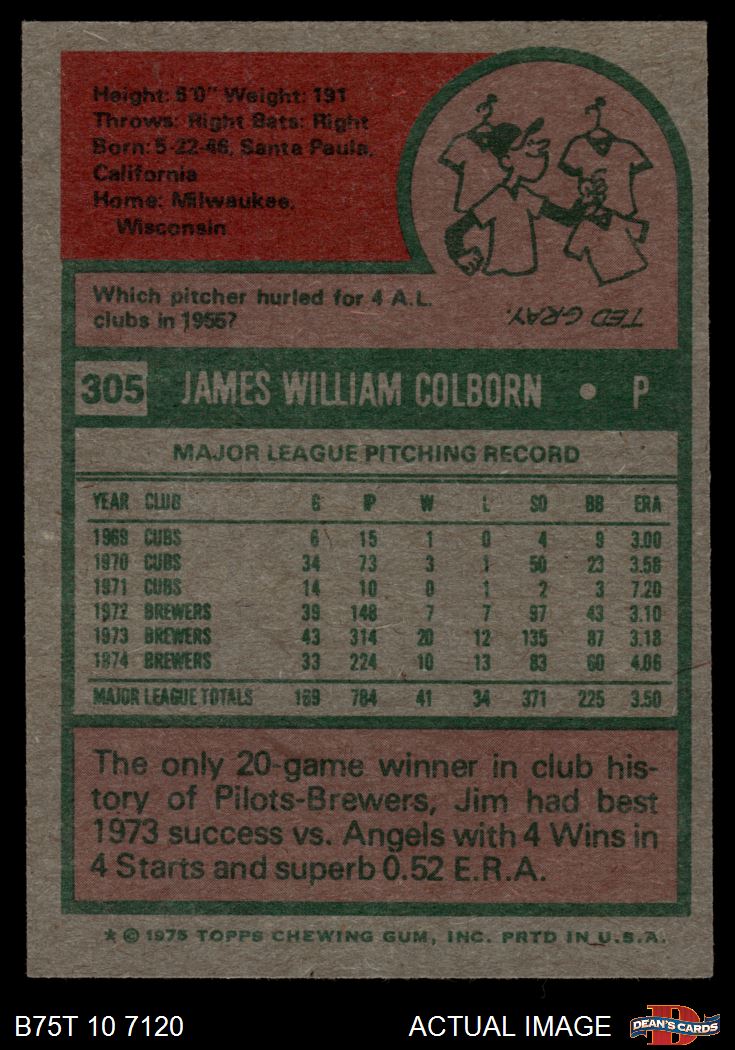 Height: 6'0" Weight: 191
Throws: Right Bats: Right
Born: 5-22-46, Santa Paula,
California
Home: Milwaukee,
Wisconsin
Which pitcher hurled for 4 A.L.
clubs in 1955?
TED GRAY.
305 JAMES WILLIAM COLBORN • P
MAJOR LEAGUE PITCHING RECORD
YEAR CLUB G IP W L SO BB ERA
1969 CUBS 6 15 1 0 4 9 3.00
1970 CUBS 34 73 3 1 50 23 3.58
1971 CUBS 14 10 0 1 2 3 7.20
1972 BREWERS 39 148 7 7 97 43 3.10
1973 BREWERS 43 314 20 12 135 87 3.18
1974 BREWERS 33 224 10 13 83 60 4.06
MAJOR LEAGUE TOTALS 169 784 41 34 371 225 3.50
The only 20-game winner in club his-
tory of Pilots-Brewers, Jim had best
1973 success vs. Angels with 4 Wins in
4 Starts and superb 0.52 E.R.A.
* © 1975 TOPPS CHEWING GUM, INC. PRTD IN U.S.A.
B75T 10 7120 ACTUAL IMAGE D DEAN'S CARDS